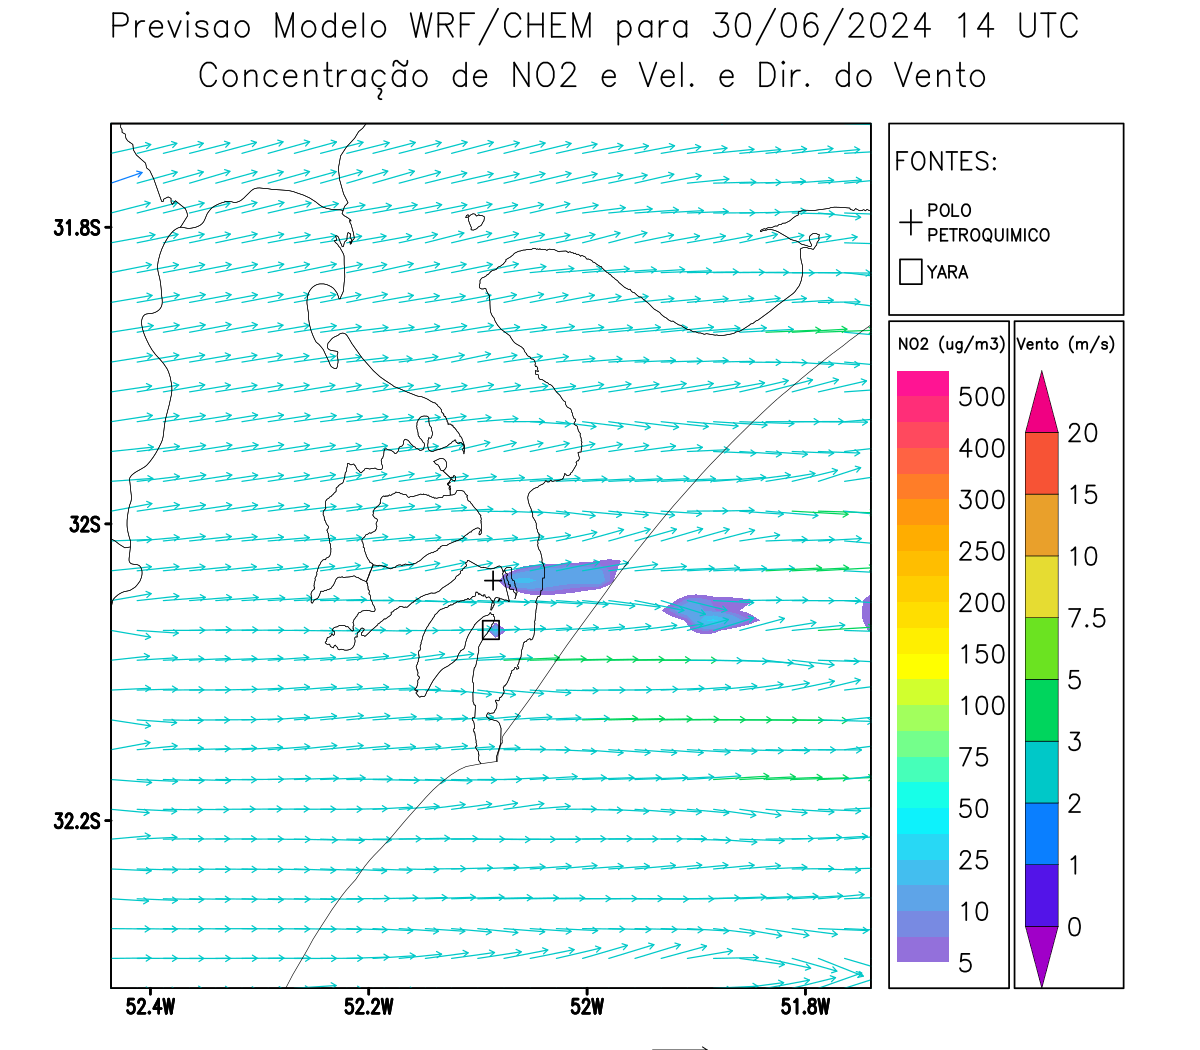 Previsao Modelo WRF/CHEM para 30/06/2024 14 UTC
Concentração de NO2 e Vel. e Dir. do Vento
FONTES:
POLO
PETROQUIMICO
YARA
NO2 (ug/m3)
500
400
300
250
200
150
100
75
50
25
10
5
Vento (m/s)
20
15
10
7.5
5
3
2
1
0
31.8S
32S
32.2S
52.4W
52.2W
52W
51.8W